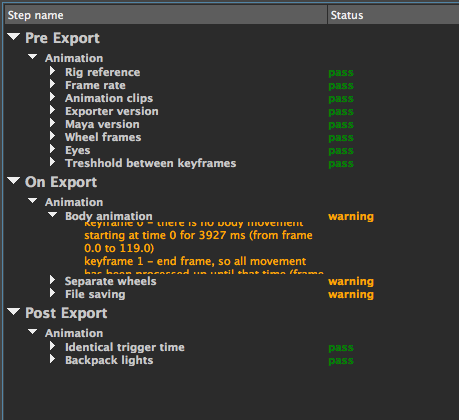 Step name Status
Pre Export
Animation
Rig reference pass
Frame rate pass
Animation clips pass
Exporter version pass
Maya version pass
Wheel frames pass
Eyes pass
Treshhold between keyframes pass
On Export
Animation
Body animation warning
keyframe 0 - there is no body movement
starting at time 0 for 3927 ms (from frame
0.0 to 119.0)
keyframe 1 - end frame, so all movement
has been processed up until that time (frame
Separate wheels warning
File saving warning
Post Export
Animation
Identical trigger time pass
Backpack lights pass